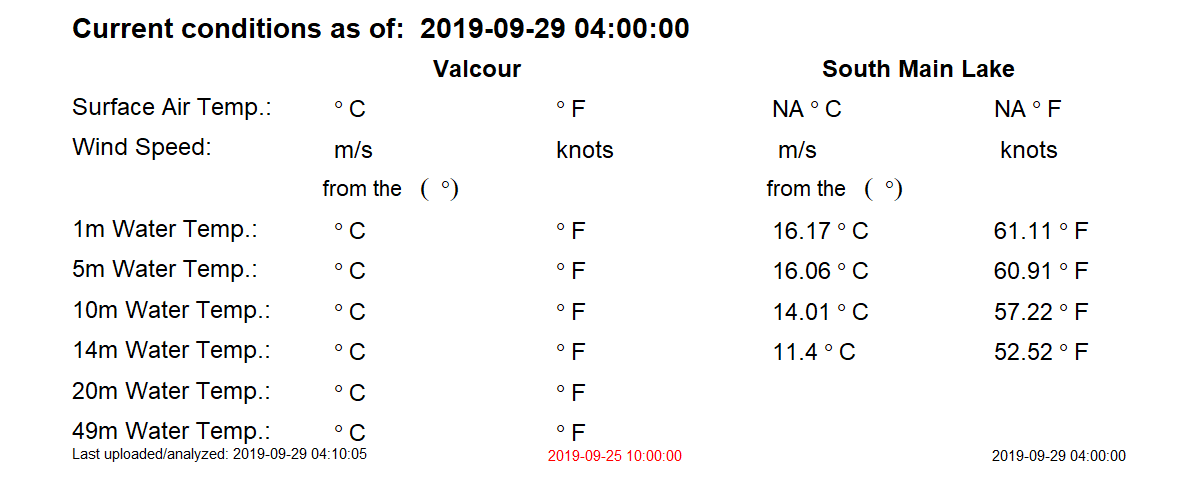 Current conditions as of: 2019-09-29 04:00:00
Valcour South Main Lake
Surface Air Temp.: ° C ° F NA ° C NA ° F
Wind Speed: m/s knots m/s knots
from the ( °) from the ( °)
1m Water Temp.: ° C ° F 16.17 ° C 61.11 ° F
5m Water Temp.: ° C ° F 16.06 ° C 60.91 ° F
10m Water Temp.: ° C ° F 14.01 ° C 57.22 ° F
14m Water Temp.: ° C ° F 11.4 ° C 52.52 ° F
20m Water Temp.: ° C ° F
49m Water Temp.: ° C ° F
Last uploaded/analyzed: 2019-09-29 04:10:05 2019-09-25 10:00:00 2019-09-29 04:00:00